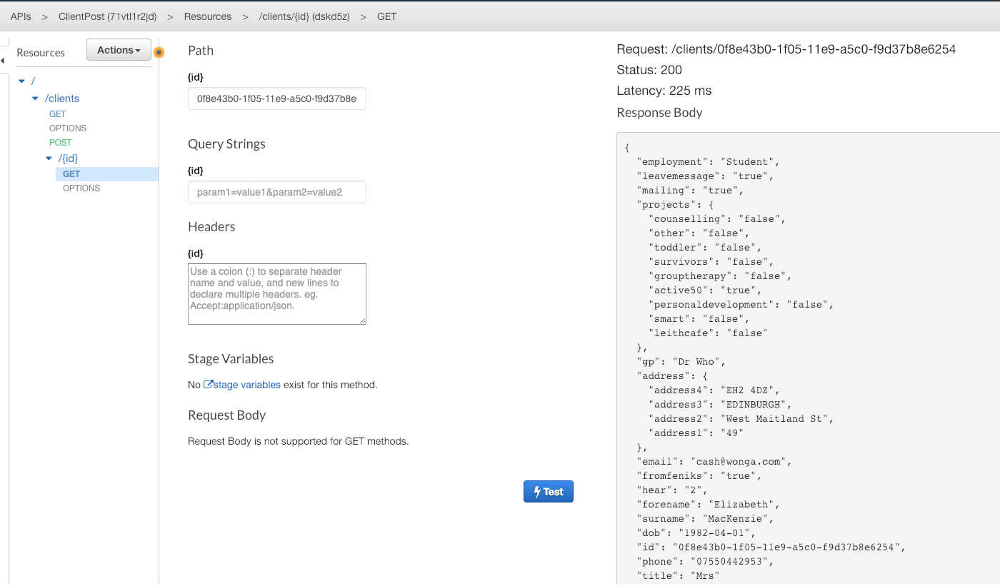 APIs > ClientPost (71vtl1r2jd) > Resources > /clients/{id} (dskd5z) > GET
Resources
Actions
/
/clients
GET
OPTIONS
POST
/{id}
GET
OPTIONS
Path
{id}
0f8e43b0-1f05-11e9-a5c0-f9d37b8e
Query Strings
{id}
param1=value1&param2=value2
Headers
{id}
Use a colon (:) to separate header
name and value, and new lines to
declare multiple headers. eg.
Accept:application/json.
Stage Variables
No stage variables exist for this method.
Request Body
Request Body is not supported for GET methods.
Test
Request: /clients/0f8e43b0-1f05-11e9-a5c0-f9d37b8e6254
Status: 200
Latency: 225 ms
Response Body
{
"employment": "Student",
"leavemessage": "true",
"mailing": "true",
"projects": {
"counselling": "false",
"other": "false",
"toddler": "false",
"survivors": "false",
"grouptherapy": "false",
"active50": "true",
"personaldevelopment": "false",
"smart": "false",
"leithcafe": "false"
},
"gp": "Dr Who",
"address": {
"address4": "EH2 4DZ",
"address3": "EDINBURGH",
"address2": "West Maitland St",
"address1": "49"
},
"email": "cash@wonga.com",
"fromfeniks": "true",
"hear": "2",
"forename": "Elizabeth",
"surname": "MacKenzie",
"dob": "1982-04-01",
"id": "0f8e43b0-1f05-11e9-a5c0-f9d37b8e6254",
"phone": "07550442953",
"title": "Mrs"